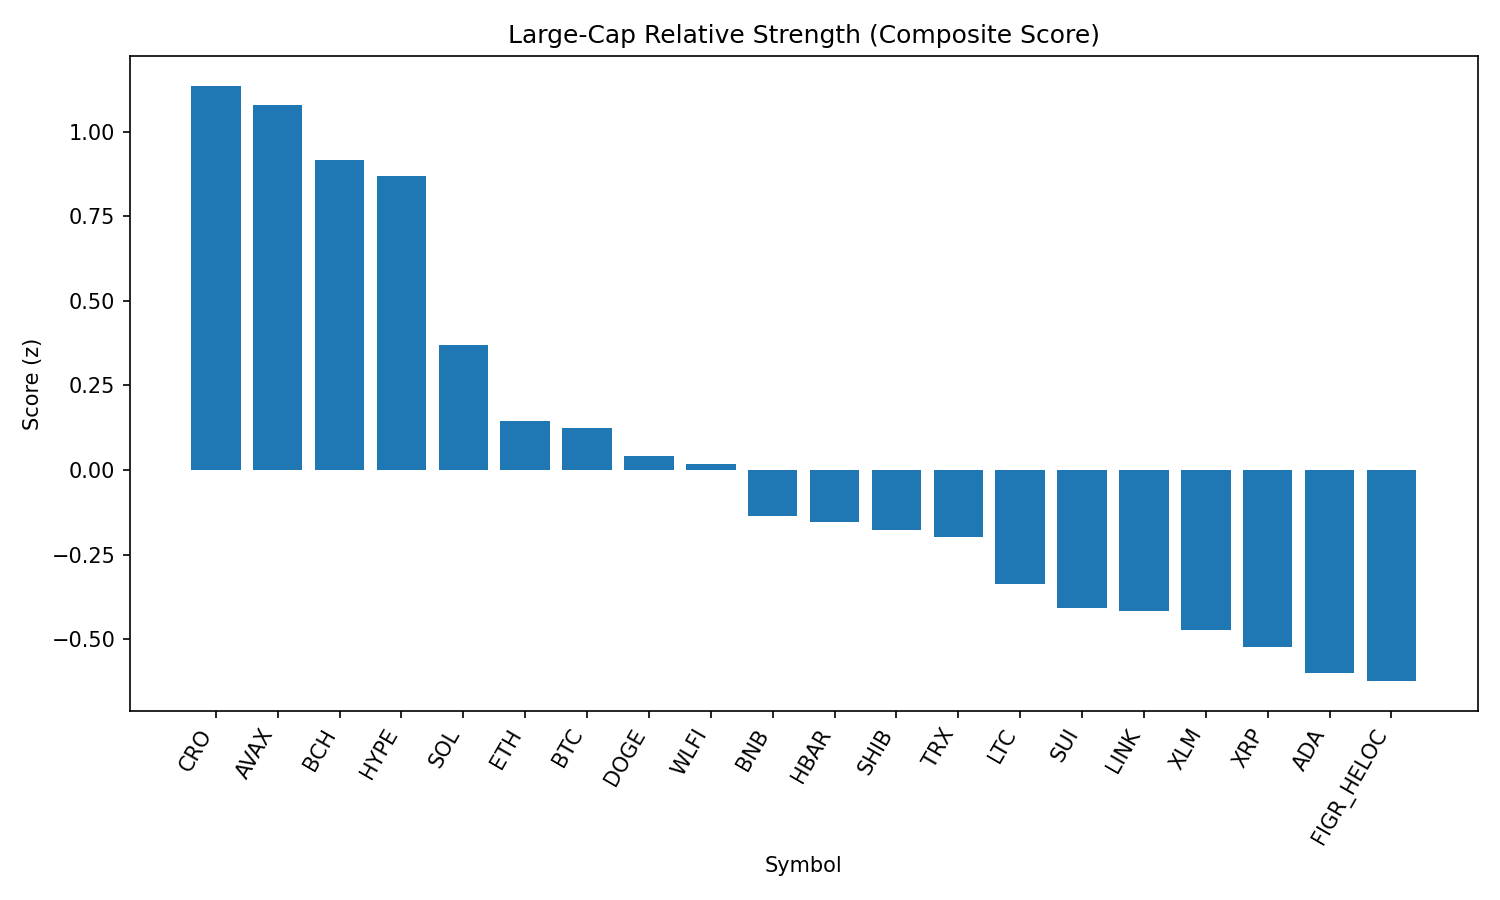 Large-Cap Relative Strength (Composite Score)
Score (z)
1.00
0.75
0.50
0.25
0.00
−0.25
−0.50
CRO
AVAX
BCH
HYPE
SOL
ETH
BTC
DOGE
WLFI
BNB
HBAR
SHIB
TRX
LTC
SUI
LINK
XLM
XRP
ADA
FIGR_HELOC
Symbol